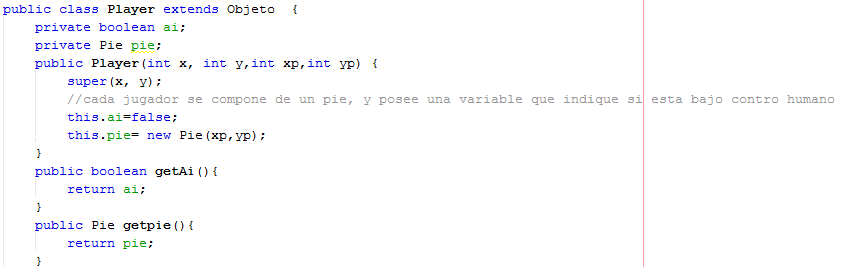 public class Player extends Objeto  {
    private boolean ai;
    private Pie pie;
    public Player(int x, int y,int xp,int yp) {
        super(x, y);
        //cada jugador se compone de un pie, y posee una variable que indique si esta bajo contro humano
        this.ai=false;
        this.pie= new Pie(xp,yp);
    }
    public boolean getAi(){
        return ai;
    }
    public Pie getpie(){
        return pie;
    }